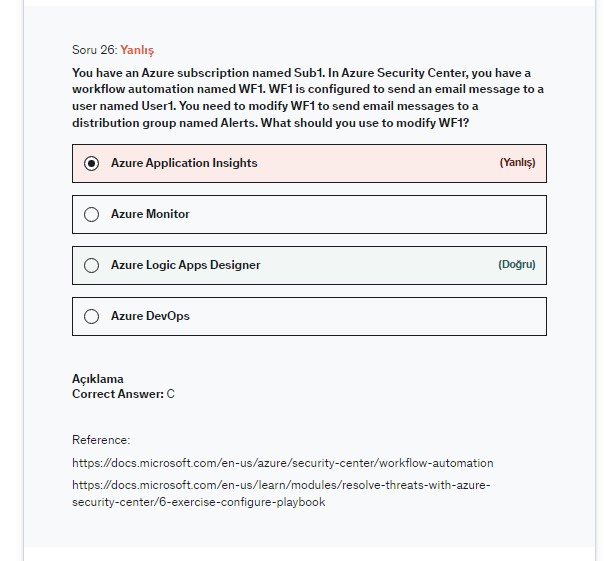 Soru 26: Yanlış
You have an Azure subscription named Sub1. In Azure Security Center, you have a
workflow automation named WF1. WF1 is configured to send an email message to a
user named User1. You need to modify WF1 to send email messages to a
distribution group named Alerts. What should you use to modify WF1?
Azure Application Insights (Yanlış)
Azure Monitor
Azure Logic Apps Designer (Doğru)
Azure DevOps
Açıklama
Correct Answer: C
Reference:
https://docs.microsoft.com/en-us/azure/security-center/workflow-automation
https://docs.microsoft.com/en-us/learn/modules/resolve-threats-with-azure-
security-center/6-exercise-configure-playbook